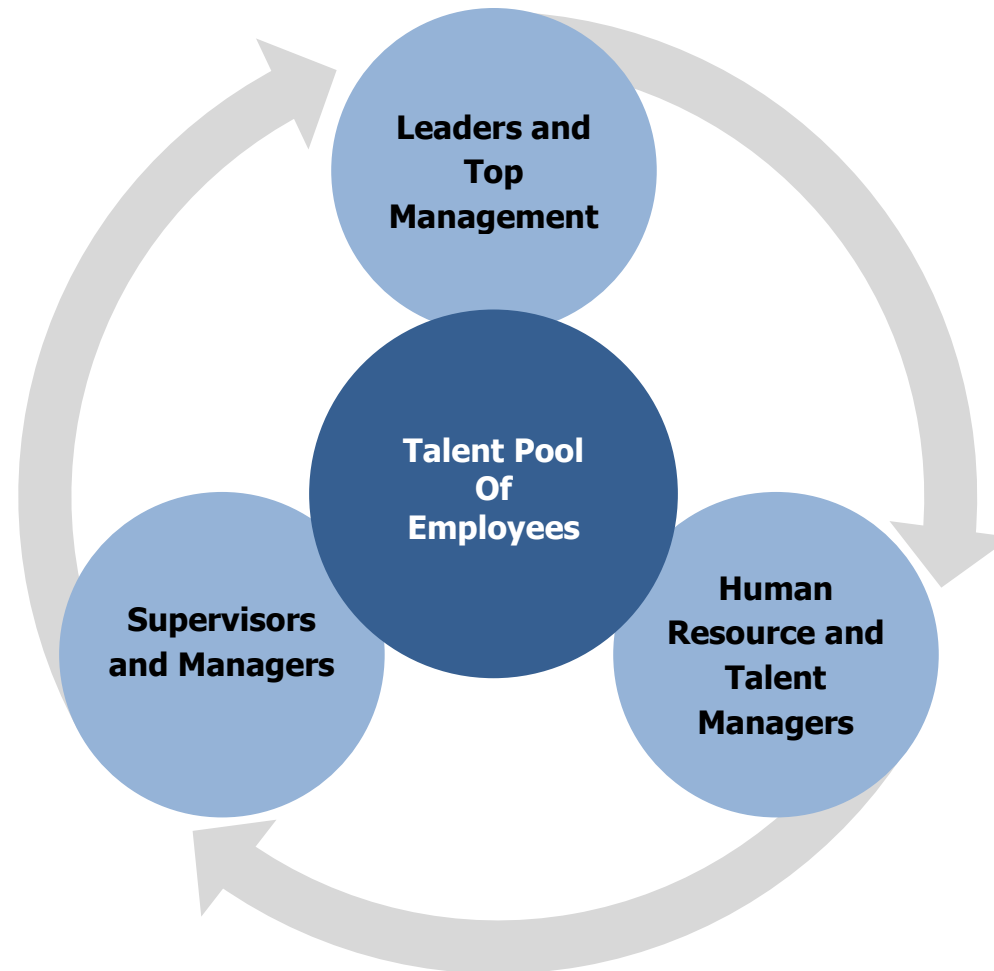 Leaders and
Top
Management
Talent Pool
Of
Employees
Supervisors
and Managers
Human
Resource and
Talent
Managers